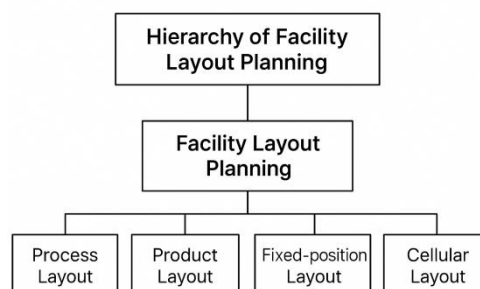 Hierarchy of Facility
Layout Planning
Facility Layout
Planning
Process
Layout
Product
Layout
Fixed-position
Layout
Cellular
Layout